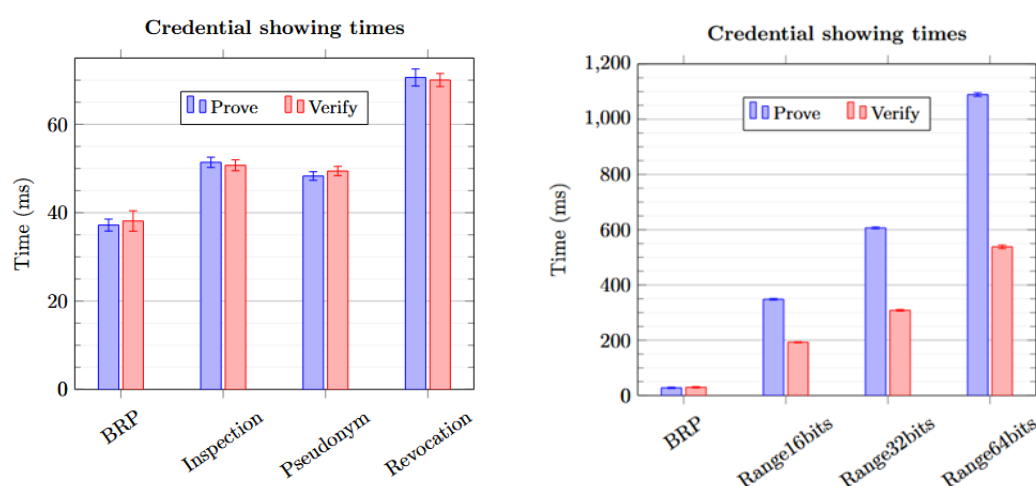 Credential showing times
Prove Verify
Time (ms)
60
40
20
0
BRP
Inspection
Pseudonym
Revocation
Credential showing times
Prove Verify
Time (ms)
1,200
1,000
800
600
400
200
0
BRP
Range16bits
Range32bits
Range64bits